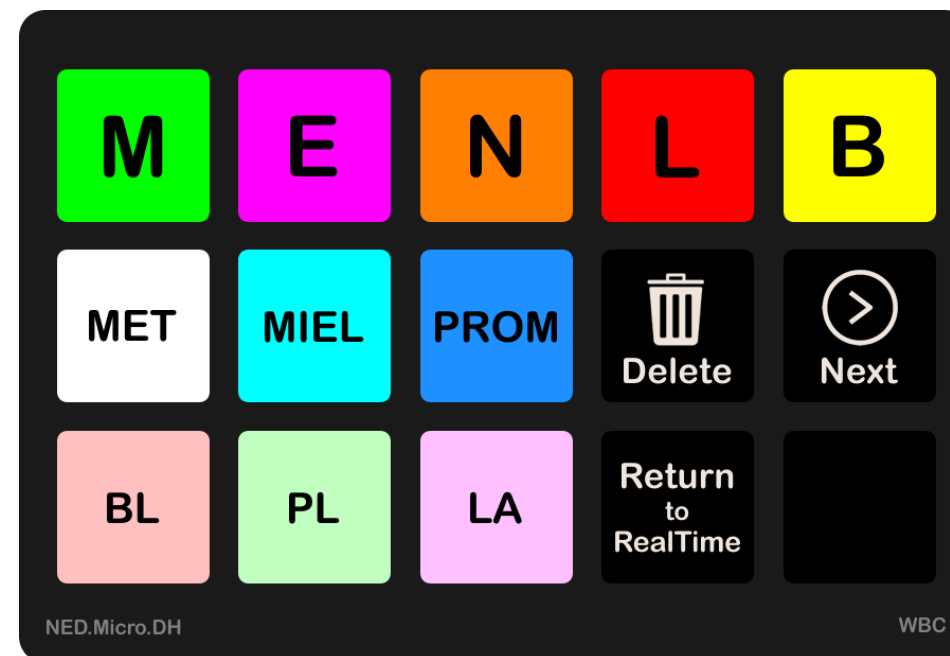 M E N L B
MET MIEL PROM Delete Next
BL PL LA Return
to
RealTime
NED.Micro.DH WBC